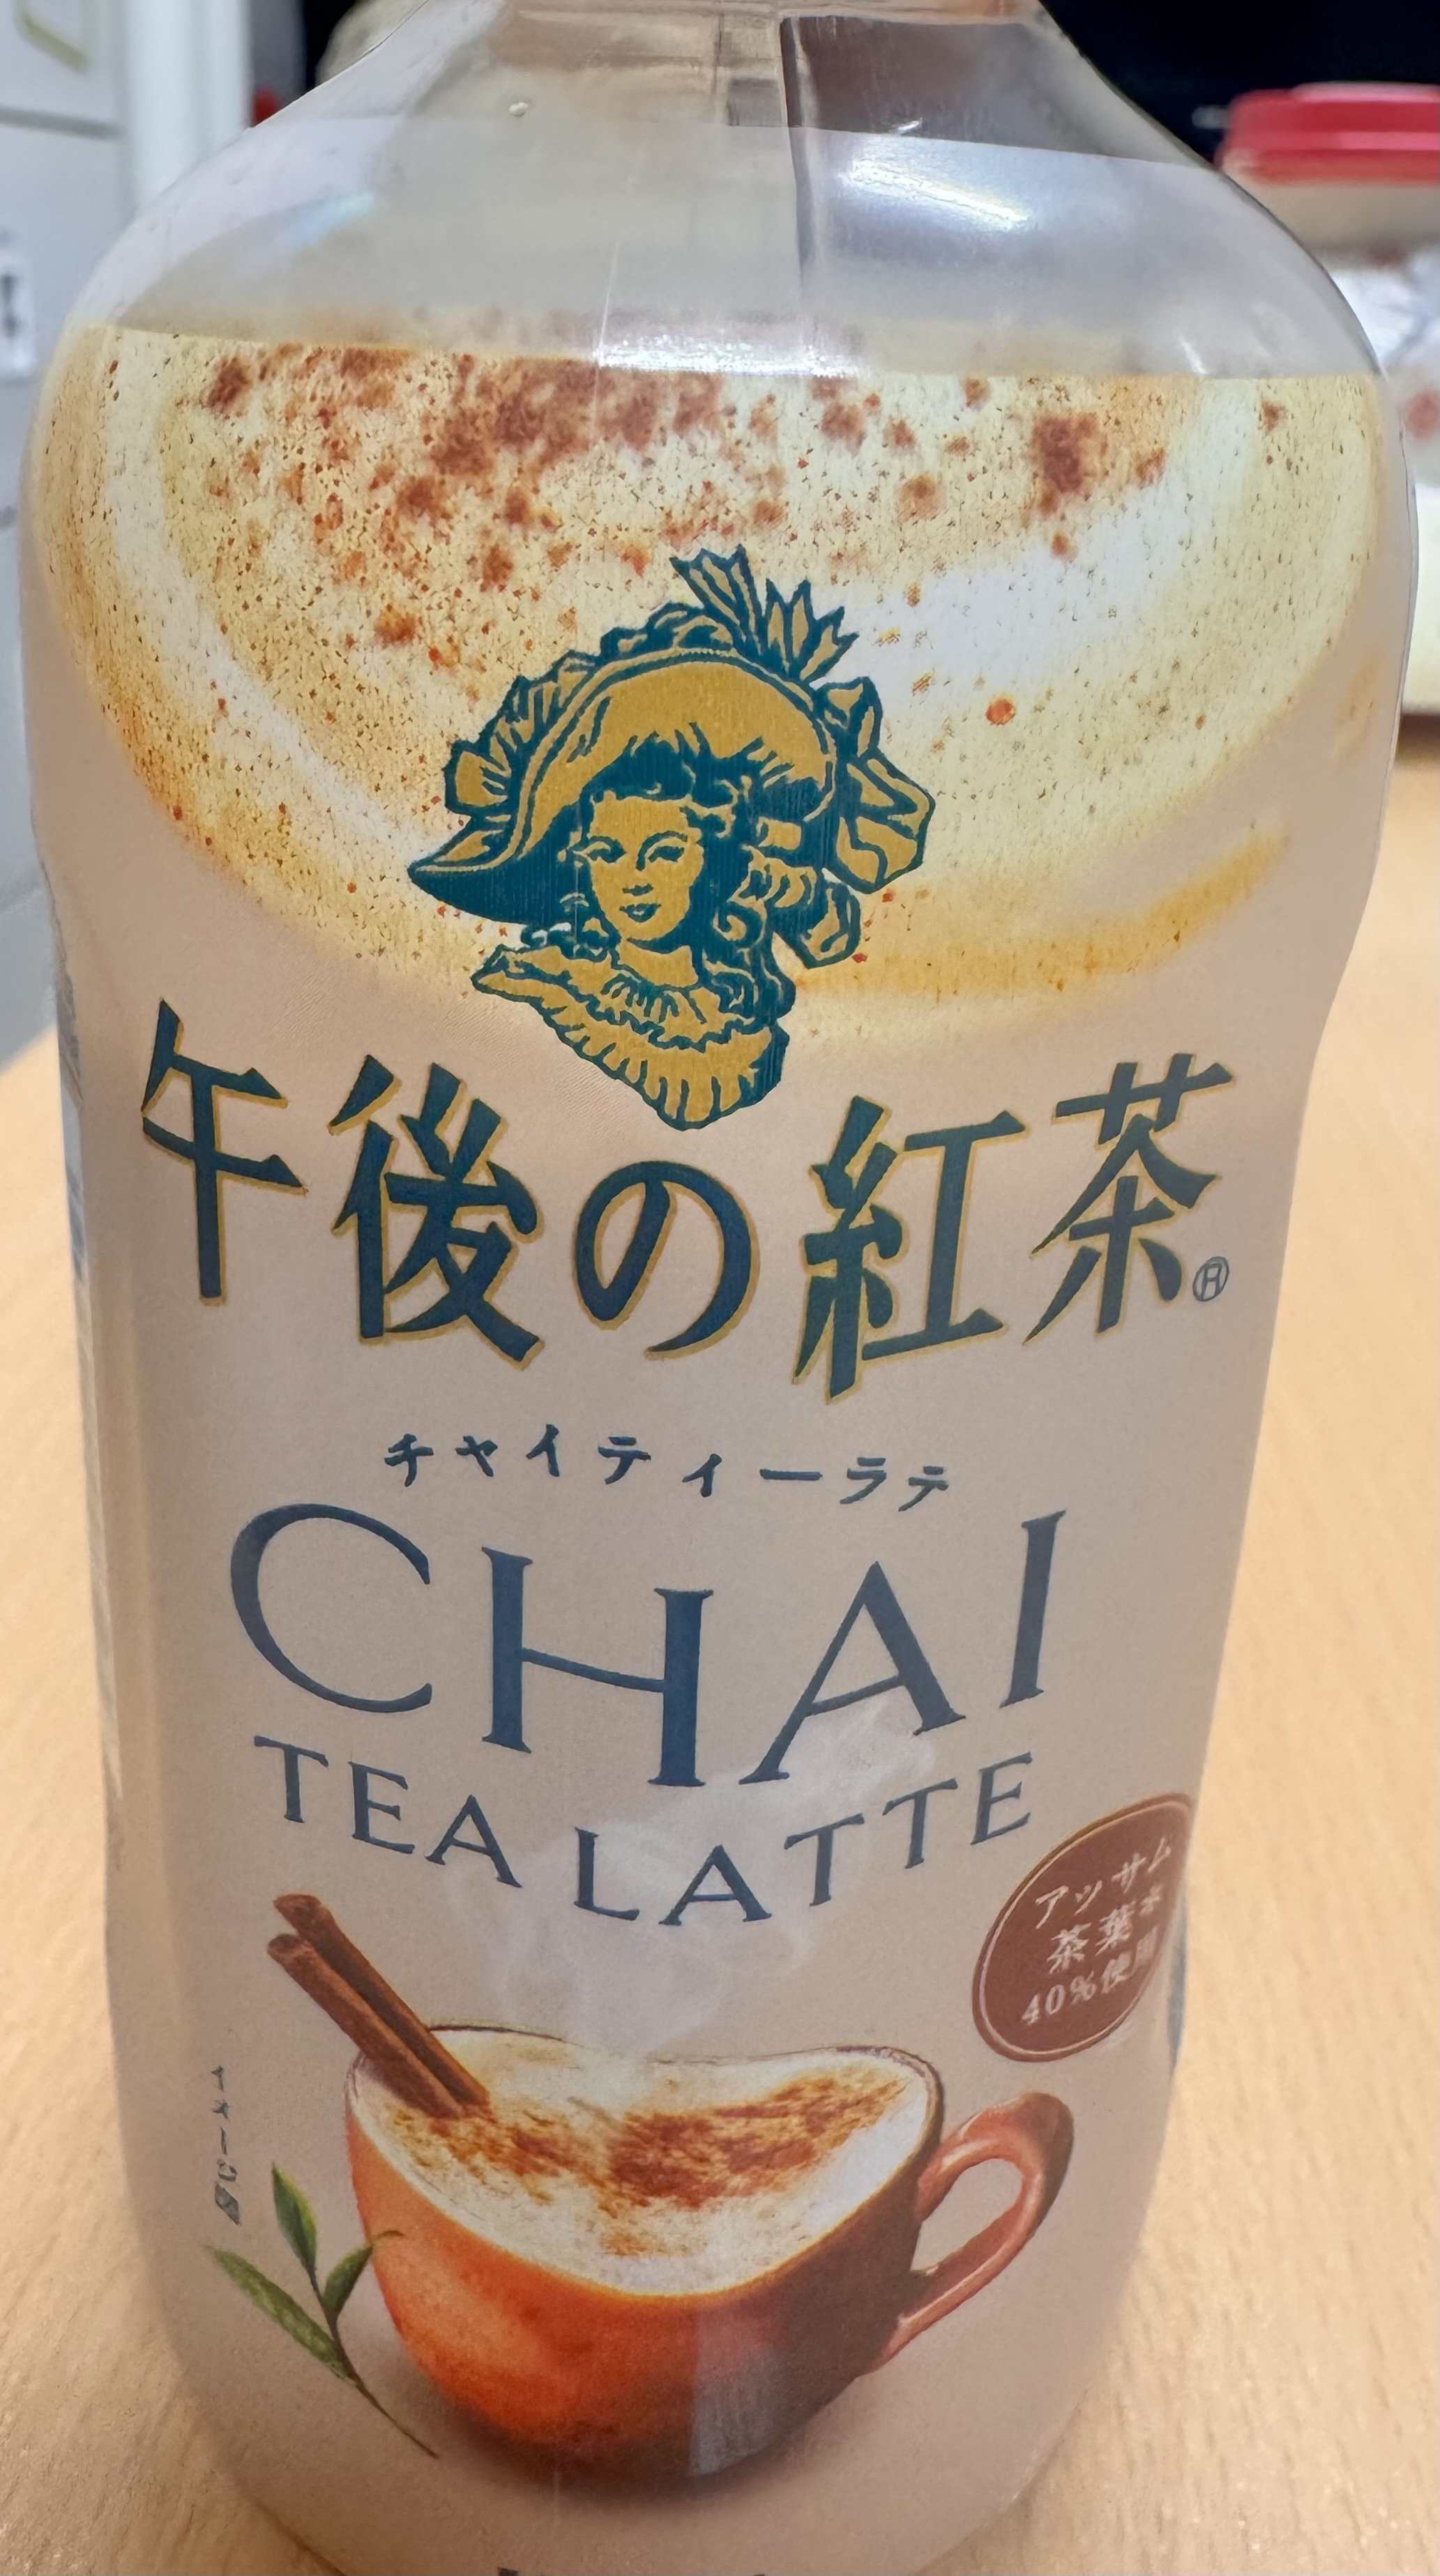 午後の紅茶®
チャイティーラテ
CHAI
TEA LATTE
アッサム
茶葉※
40%使用
イメージ図